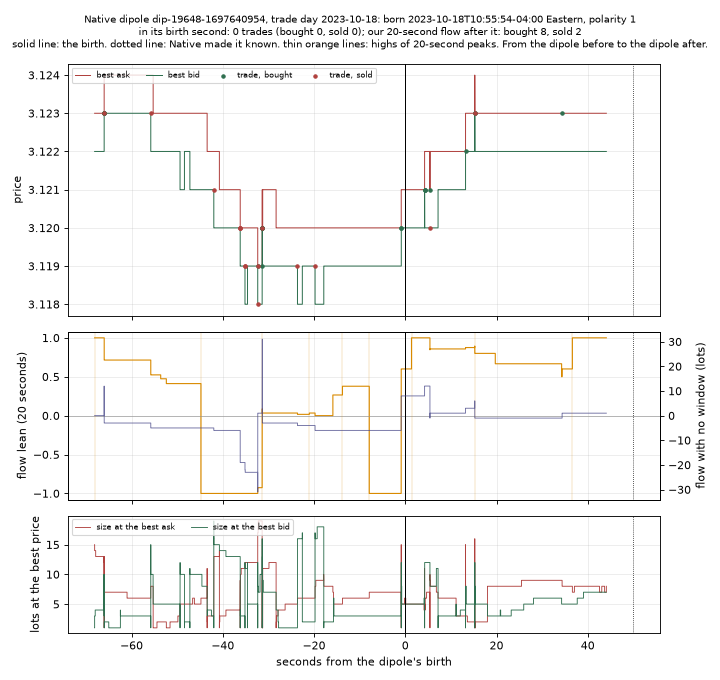 Native dipole dip-19648-1697640954, trade day 2023-10-18: born 2023-10-18T10:55:54-04:00 Eastern, polarity 1
in its birth second: 0 trades (bought 0, sold 0); our 20-second flow after it: bought 8, sold 2
solid line: the birth. dotted line: Native made it known. thin orange lines: highs of 20-second peaks. From the dipole before to the dipole after.
best ask best bid trade, bought trade, sold
3.124
3.123
3.122
3.121
3.120
3.119
3.118
price
1.0
0.5
0.0
−0.5
−1.0
flow lean (20 seconds)
30
20
10
0
−10
−20
−30
flow with no window (lots)
size at the best ask size at the best bid
15
10
5
lots at the best price
−60 −40 −20 0 20 40
seconds from the dipole's birth